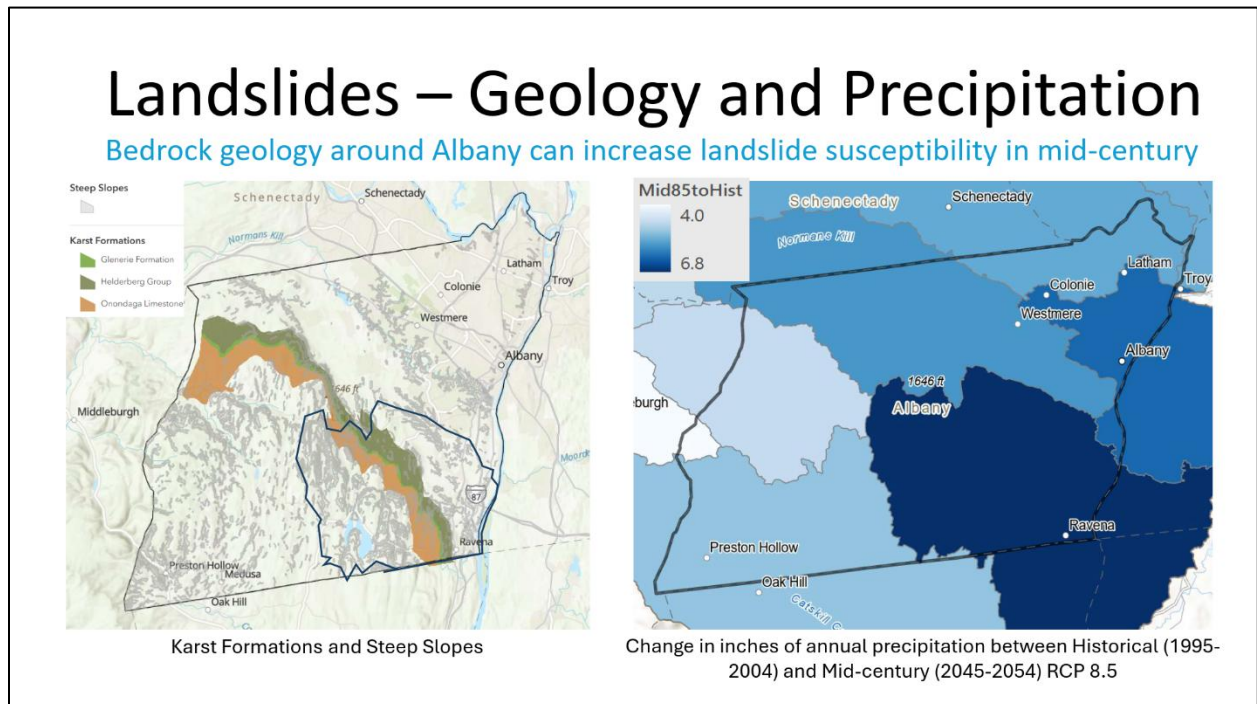 Landslides – Geology and Precipitation
Bedrock geology around Albany can increase landslide susceptibility in mid-century
Steep Slopes
Karst Formations
Glenerie Formation
Helderberg Group
Onondaga Limestone
Schenectady
Schenectady
Normans Kill
Latham
Troy
Colonie
Westmere
Albany
1646 ft
Middleburgh
87
Ravena
Preston Hollow
Medusa
Oak Hill
Karst Formations and Steep Slopes
Mid85toHist
4.0
6.8
Schenectady
Schenectady
Normans Kill
Latham
Troy
Colonie
Westmere
Albany
1646 ft
Albany
eburgh
Ravena
Preston Hollow
Oak Hill
Catskill C
Change in inches of annual precipitation between Historical (1995-
2004) and Mid-century (2045-2054) RCP 8.5